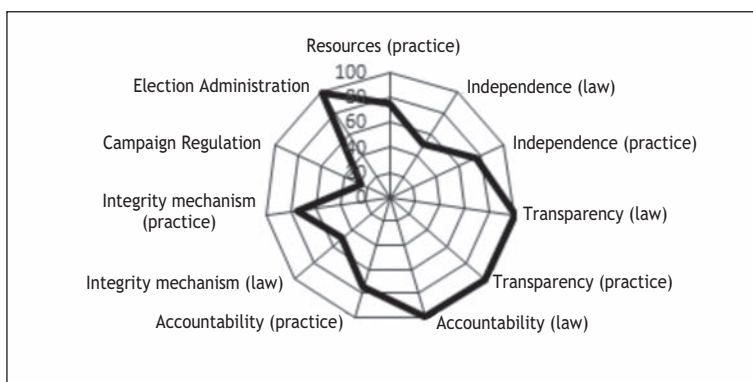 Resources (practice)
100
Election Administration
80
Independence (law)
60
Campaign Regulation
40
Independence (practice)
20
Integrity mechanism
(practice)
0
Transparency (law)
Integrity mechanism (law)
Transparency (practice)
Accountability (practice)
Accountability (law)